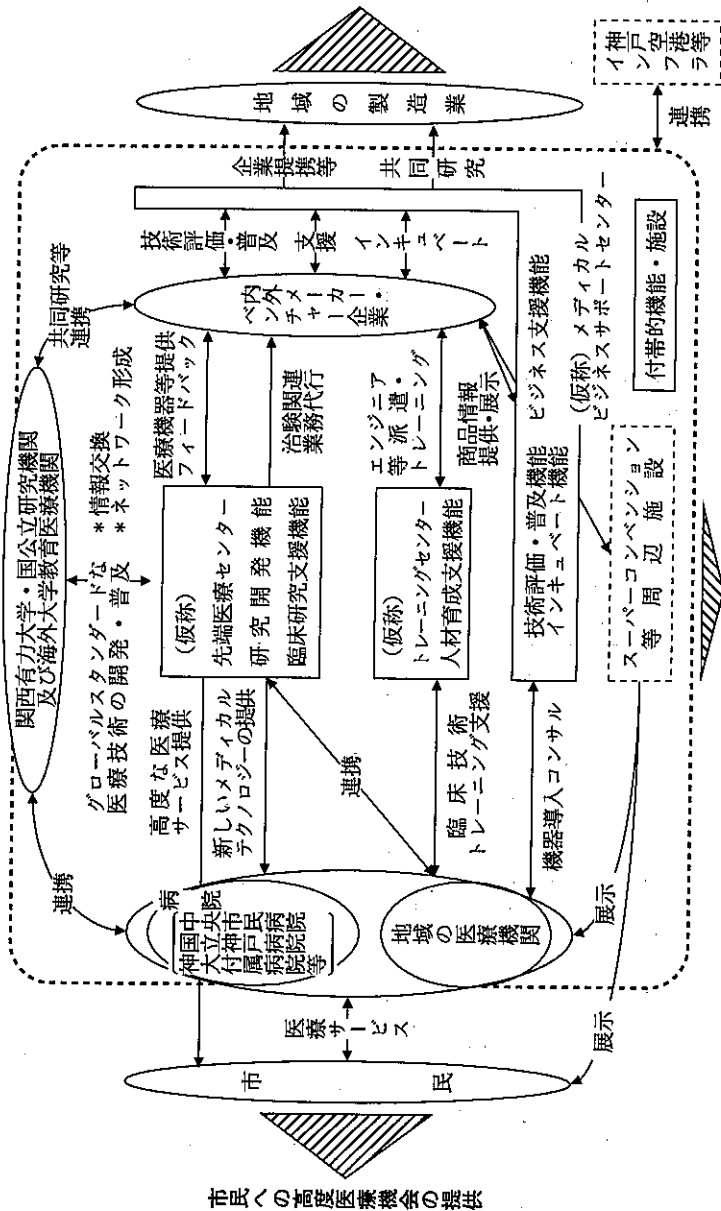 関西有力大学・国公立研究機関
及び海外大学教育医療機関
連携
グローバルスタンダードな
医療技術の開発・普及
*情報交換
*ネットワーク形成
共同研究等
連携
市民への高度医療機会の提供
市民
医療サービス
病院
中央市民病院
国立神戸病院
神大付属病院等
地域の医療機関
高度な医療
サービス提供
新しいメディカル
テクノロジーの提供
連携
臨床技術
トレーニング支援
機器導入コンサル
展示
展示
(仮称)
先端医療センター
研究開発機能
臨床研究支援機能
(仮称)
トレーニングセンター
人材育成支援機能
技術評価・普及機能
インキュベート機能
ビジネス支援機能
(仮称)メディカル
ビジネスサポートセンター
医療機器等提供
フィードバック
治験関連
業務代行
エンジニア
等派遣・
トレーニング
商品情報
提供・展示
内外メーカー・
ベンチャー企業
技術評価・普及
支援
インキュベート
企業提携等
共同研究
地域の製造業
スーパーコンベンション
等周辺施設
付帯的機能・施設
連携
神戸空港等
インフラ